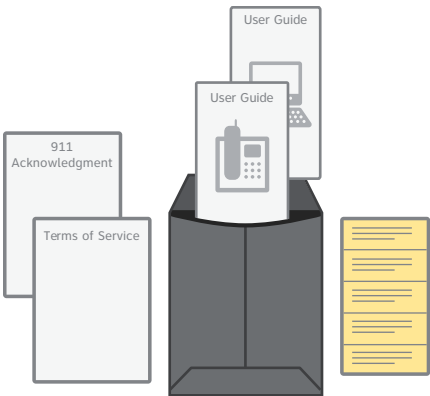 User Guide
User Guide
911
Acknowledgment
Terms of Service